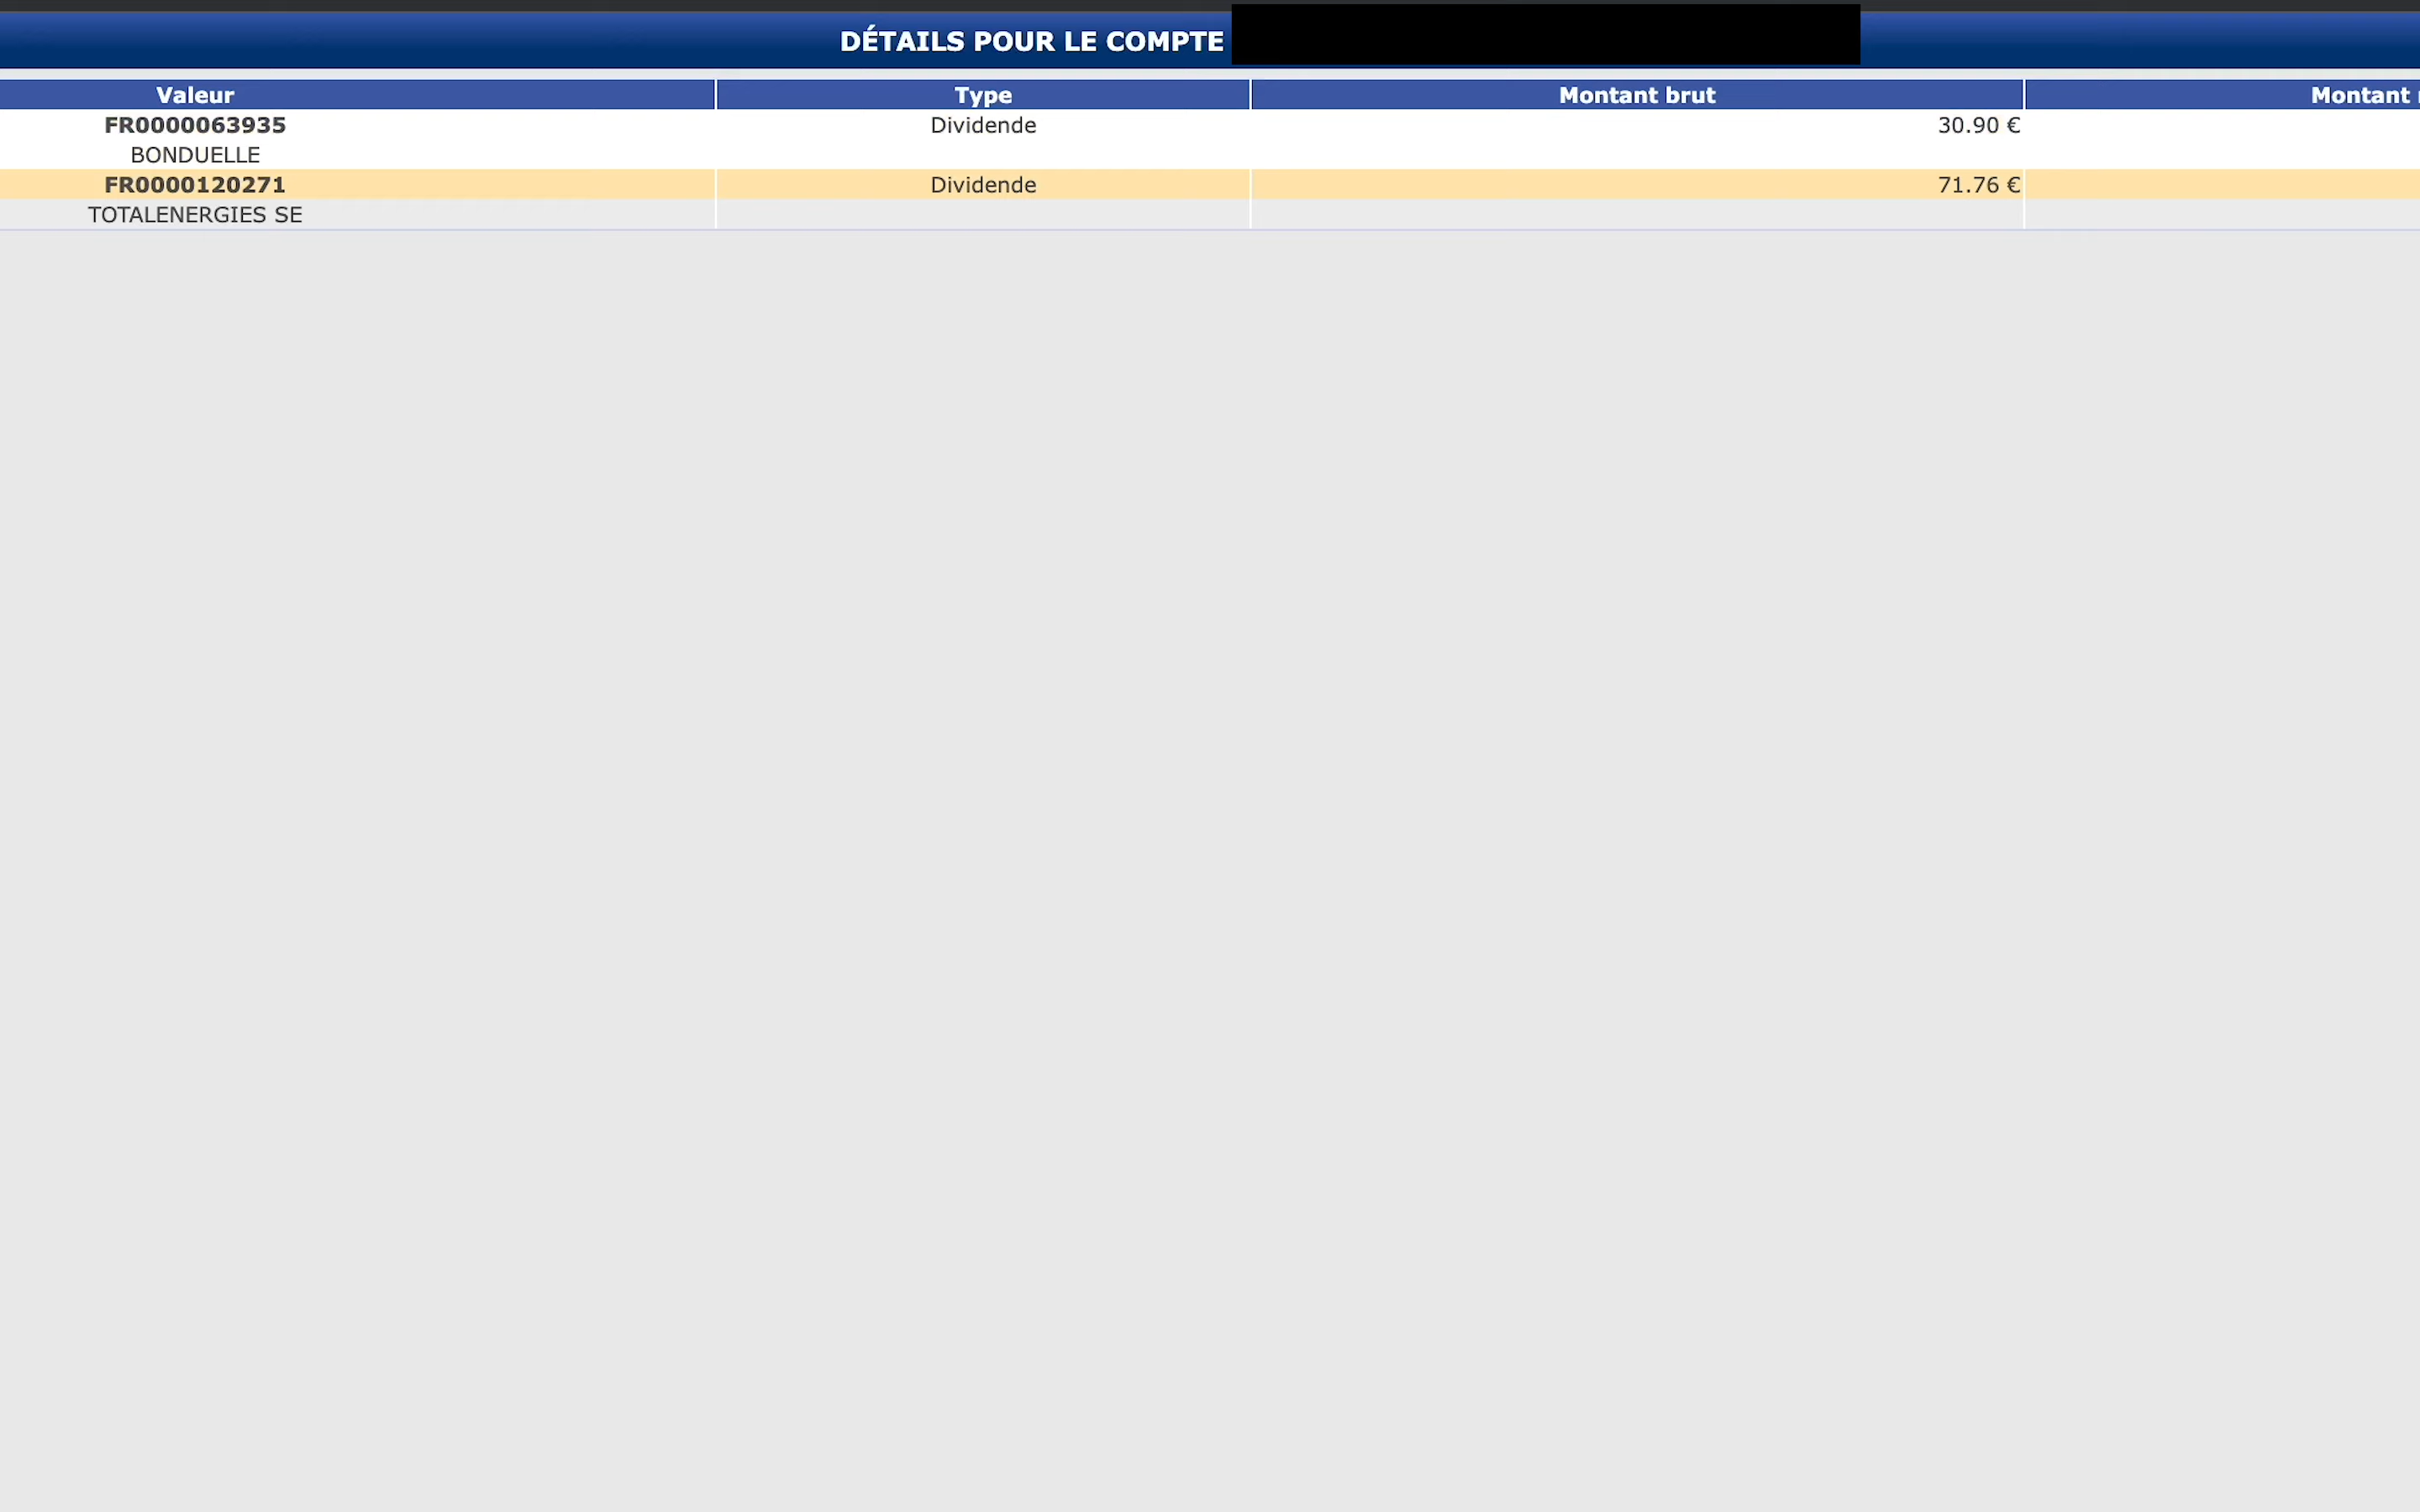 DÉTAILS POUR LE COMPTE
Valeur Type Montant brut Montant
FR0000063935 Dividende 30.90 €
BONDUELLE
FR0000120271 Dividende 71.76 €
TOTALENERGIES SE